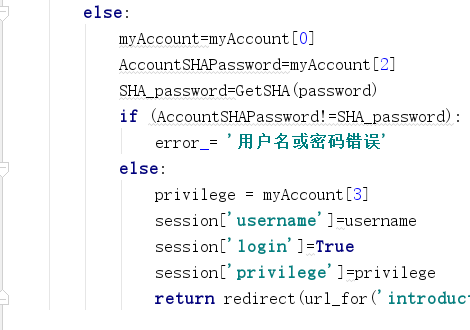 else:
myAccount=myAccount[0]
AccountSHAPassword=myAccount[2]
SHA_password=GetSHA(password)
if (AccountSHAPassword!=SHA_password):
error_= '用户名或密码错误'
else:
privilege = myAccount[3]
session['username']=username
session['login']=True
session['privilege']=privilege
return redirect(url_for('introduct